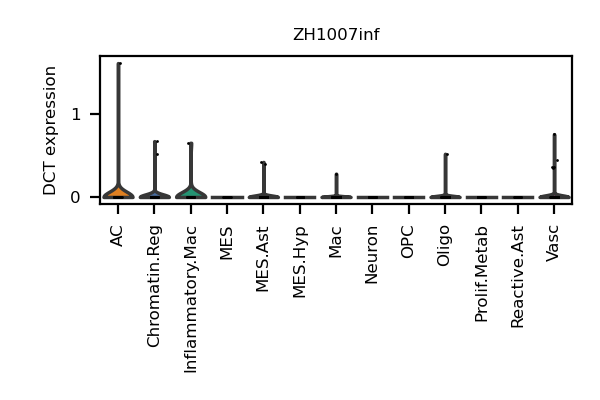 ZH1007inf
DCT expression
1
0
AC
Chromatin.Reg
Inflammatory.Mac
MES
MES.Ast
MES.Hyp
Mac
Neuron
OPC
Oligo
Prolif.Metab
Reactive.Ast
Vasc